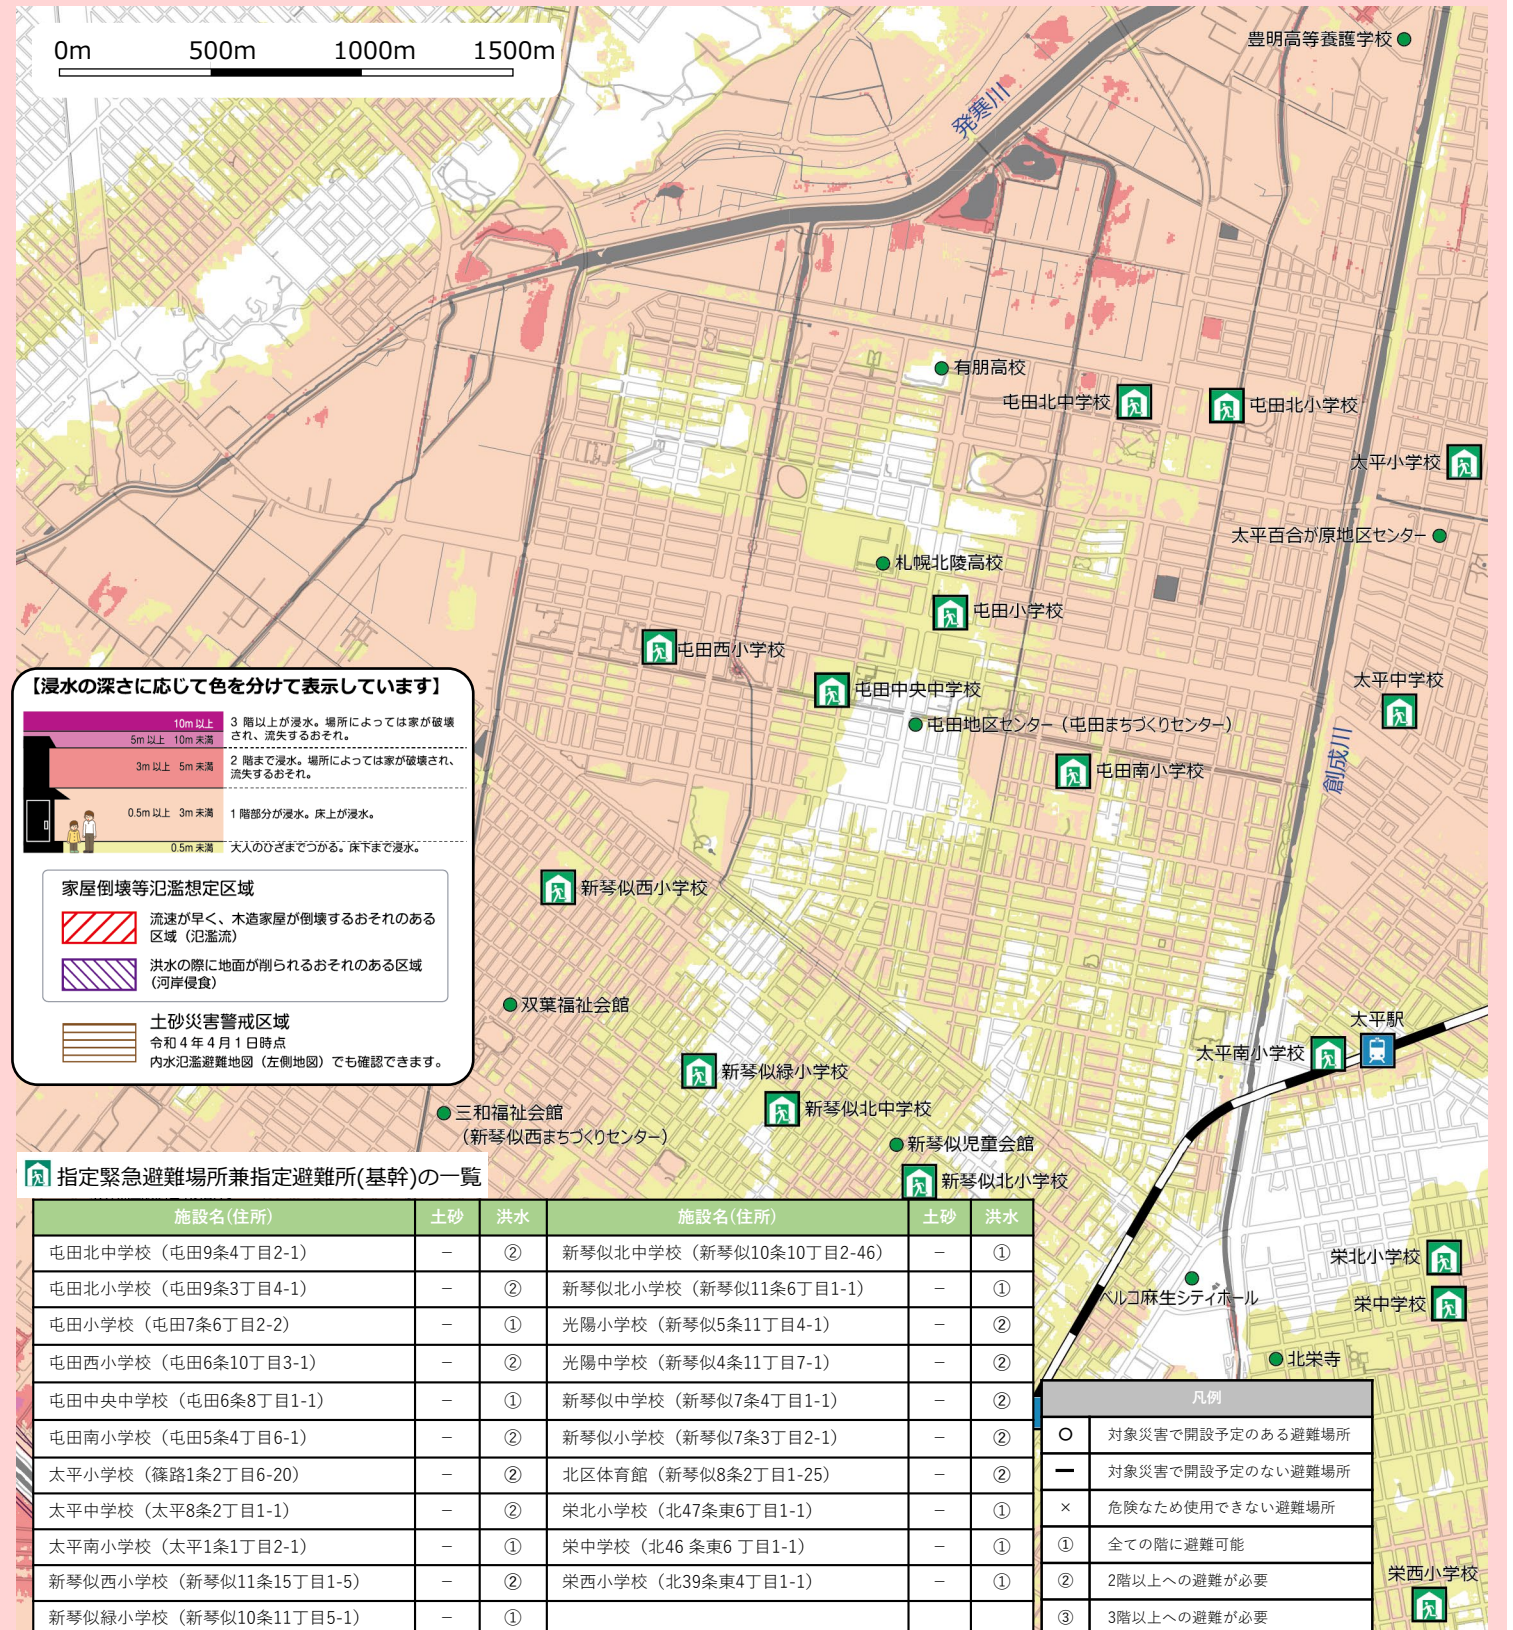 0m 500m 1000m 1500m
豊明高等養護学校
発寒川
有朋高校
屯田北中学校
屯田北小学校
太平小学校
太平百合が原地区センター
札幌北陵高校
屯田小学校
屯田西小学校
屯田中央中学校
太平中学校
屯田地区センター（屯田まちづくりセンター）
創成川
屯田南小学校
【浸水の深さに応じて色を分けて表示しています】
10m 以上 3 階以上が浸水。場所によっては家が破壊
され、流失するおそれ。
5m 以上 10m 未満
3m 以上 5m 未満 2 階まで浸水。場所によっては家が破壊され、
流失するおそれ。
0.5m 以上 3m 未満 1 階部分が浸水。床上が浸水。
0.5m 未満 大人のひざまでつかる。床下まで浸水。
家屋倒壊等氾濫想定区域
流速が早く、木造家屋が倒壊するおそれのある
区域（氾濫流）
洪水の際に地面が削られるおそれのある区域
(河岸侵食)
土砂災害警戒区域
令和４年４月１日時点
内水氾濫避難地図（左側地図）でも確認できます。
新琴似西小学校
双葉福祉会館
太平駅
太平南小学校
新琴似緑小学校
新琴似北中学校
三和福祉会館
（新琴似西まちづくりセンター）
新琴似児童会館
新琴似北小学校
栄北小学校
ベルコ麻生シティホール
栄中学校
北栄寺
栄西小学校
指定緊急避難場所兼指定避難所(基幹)の一覧
施設名(住所) 土砂 洪水 施設名(住所) 土砂 洪水
屯田北中学校（屯田9条4丁目2-1） － ② 新琴似北中学校（新琴似10条10丁目2-46） － ①
屯田北小学校（屯田9条3丁目4-1） － ② 新琴似北小学校（新琴似11条6丁目1-1） － ①
屯田小学校（屯田7条6丁目2-2） － ① 光陽小学校（新琴似5条11丁目4-1） － ②
屯田西小学校（屯田6条10丁目3-1） － ② 光陽中学校（新琴似4条11丁目7-1） － ②
屯田中央中学校（屯田6条8丁目1-1） － ① 新琴似中学校（新琴似7条4丁目1-1） － ②
屯田南小学校（屯田5条4丁目6-1） － ② 新琴似小学校（新琴似7条3丁目2-1） － ②
太平小学校（篠路1条2丁目6-20） － ② 北区体育館（新琴似8条2丁目1-25） － ②
太平中学校（太平8条2丁目1-1） － ② 栄北小学校（北47条東6丁目1-1） － ①
太平南小学校（太平1条1丁目2-1） － ① 栄中学校（北46 条東6 丁目1-1） － ①
新琴似西小学校（新琴似11条15丁目1-5） － ② 栄西小学校（北39条東4丁目1-1） － ①
新琴似緑小学校（新琴似10条11丁目5-1） － ①
凡例
○ 対象災害で開設予定のある避難場所
ー 対象災害で開設予定のない避難場所
× 危険なため使用できない避難場所
① 全ての階に避難可能
② 2階以上への避難が必要
③ 3階以上への避難が必要